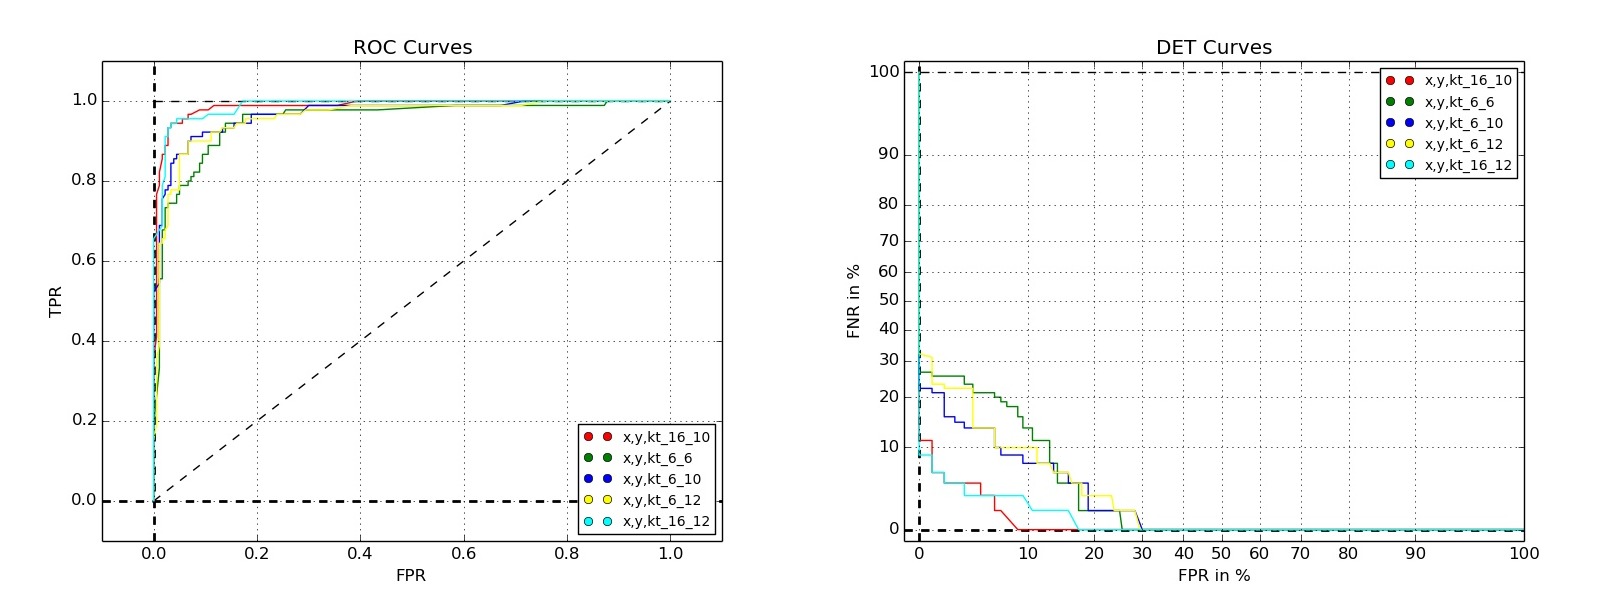 ROC Curves
1.0
0.8
0.6
0.4
0.2
0.0
TPR
0.0 0.2 0.4 0.6 0.8 1.0
FPR
x,y,kt_16_10
x,y,kt_6_6
x,y,kt_6_10
x,y,kt_6_12
x,y,kt_16_12
DET Curves
100
90
80
70
60
50
40
30
20
10
0
FNR in %
0 10 20 30 40 50 60 70 80 90 100
FPR in %
x,y,kt_16_10
x,y,kt_6_6
x,y,kt_6_10
x,y,kt_6_12
x,y,kt_16_12